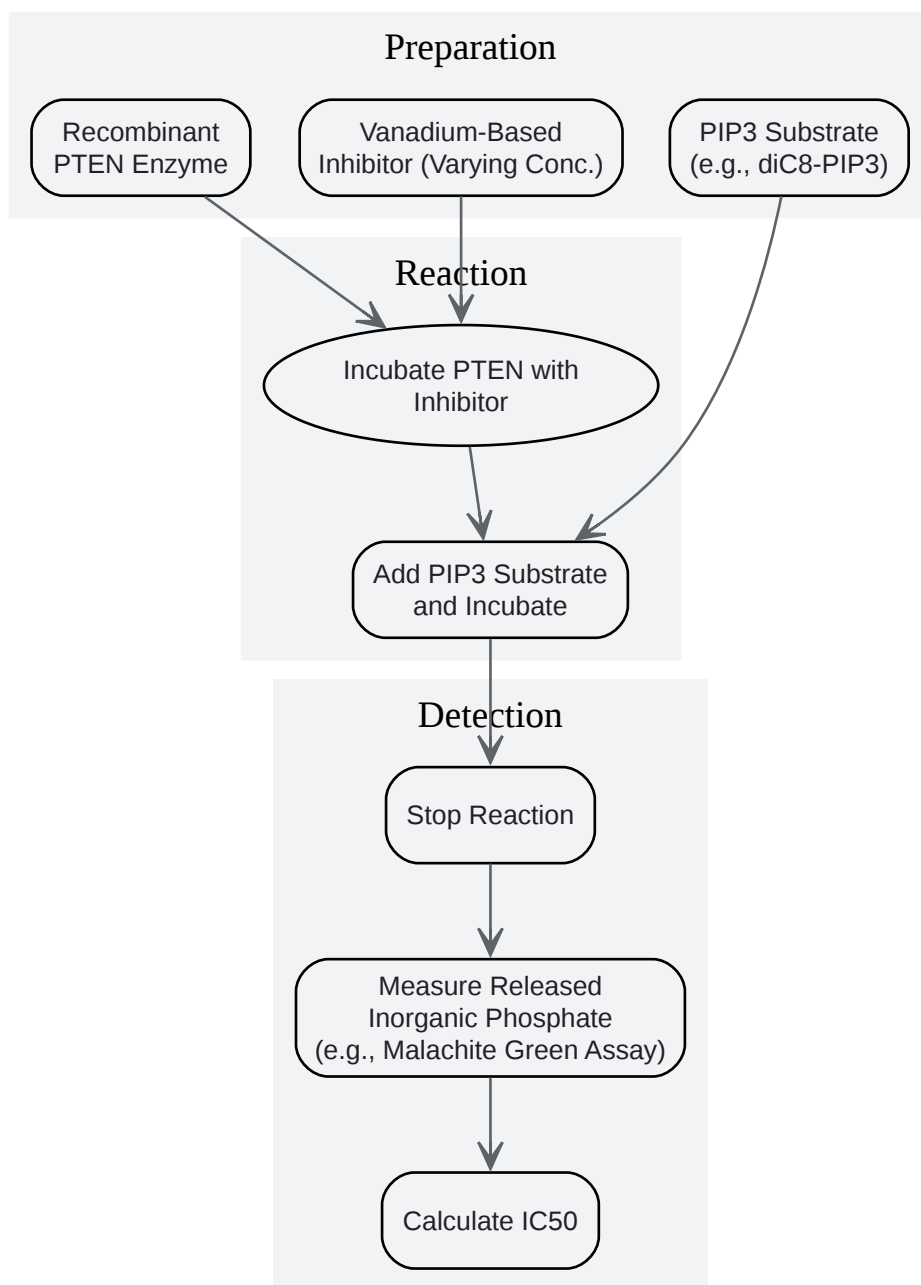 Preparation
Recombinant
PTEN Enzyme
Vanadium-Based
Inhibitor (Varying Conc.)
PIP3 Substrate
(e.g., diC8-PIP3)
Reaction
Incubate PTEN with
Inhibitor
Add PIP3 Substrate
and Incubate
Detection
Stop Reaction
Measure Released
Inorganic Phosphate
(e.g., Malachite Green Assay)
Calculate IC50